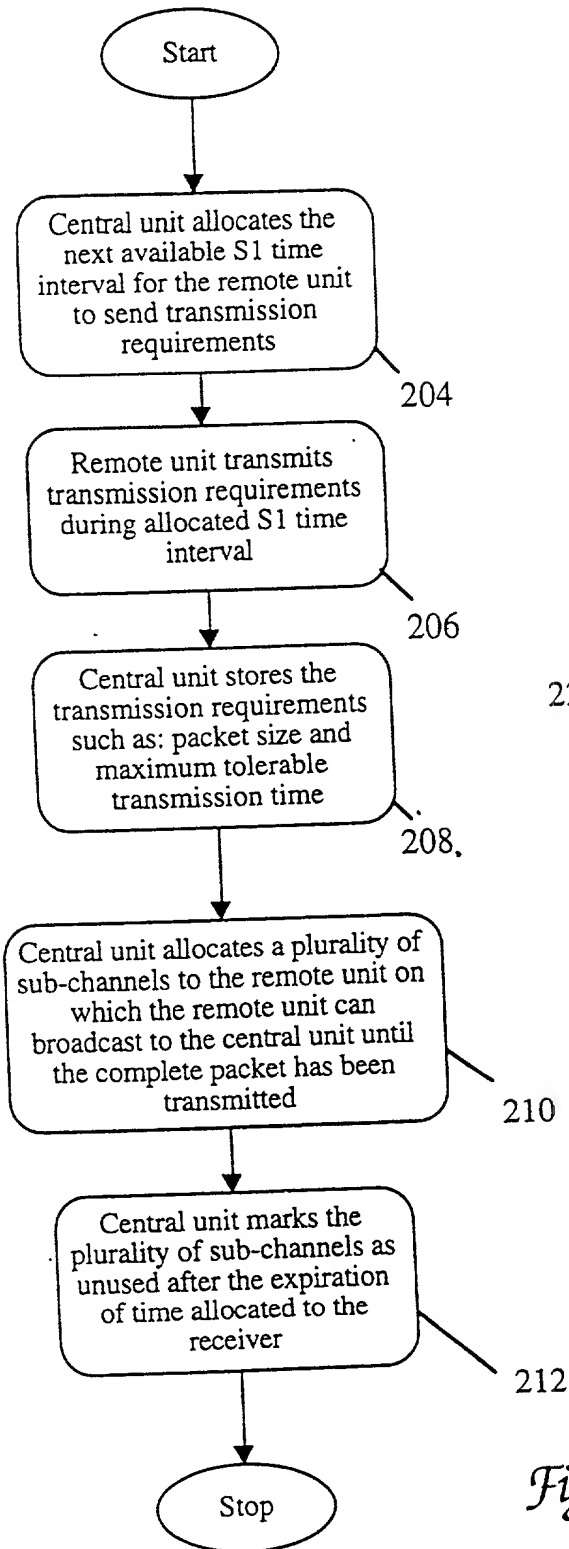 Start
Central unit allocates the
next available S1 time
interval for the remote unit
to send transmission
requirements
204
Remote unit transmits
transmission requirements
during allocated S1 time
interval
206
Central unit stores the
transmission requirements
such as: packet size and
maximum tolerable
transmission time
208
Central unit allocates a plurality of
sub-channels to the remote unit on
which the remote unit can
broadcast to the central unit until
the complete packet has been
transmitted
210
Central unit marks the
plurality of sub-channels as
unused after the expiration
of time allocated to the
receiver
212
Stop